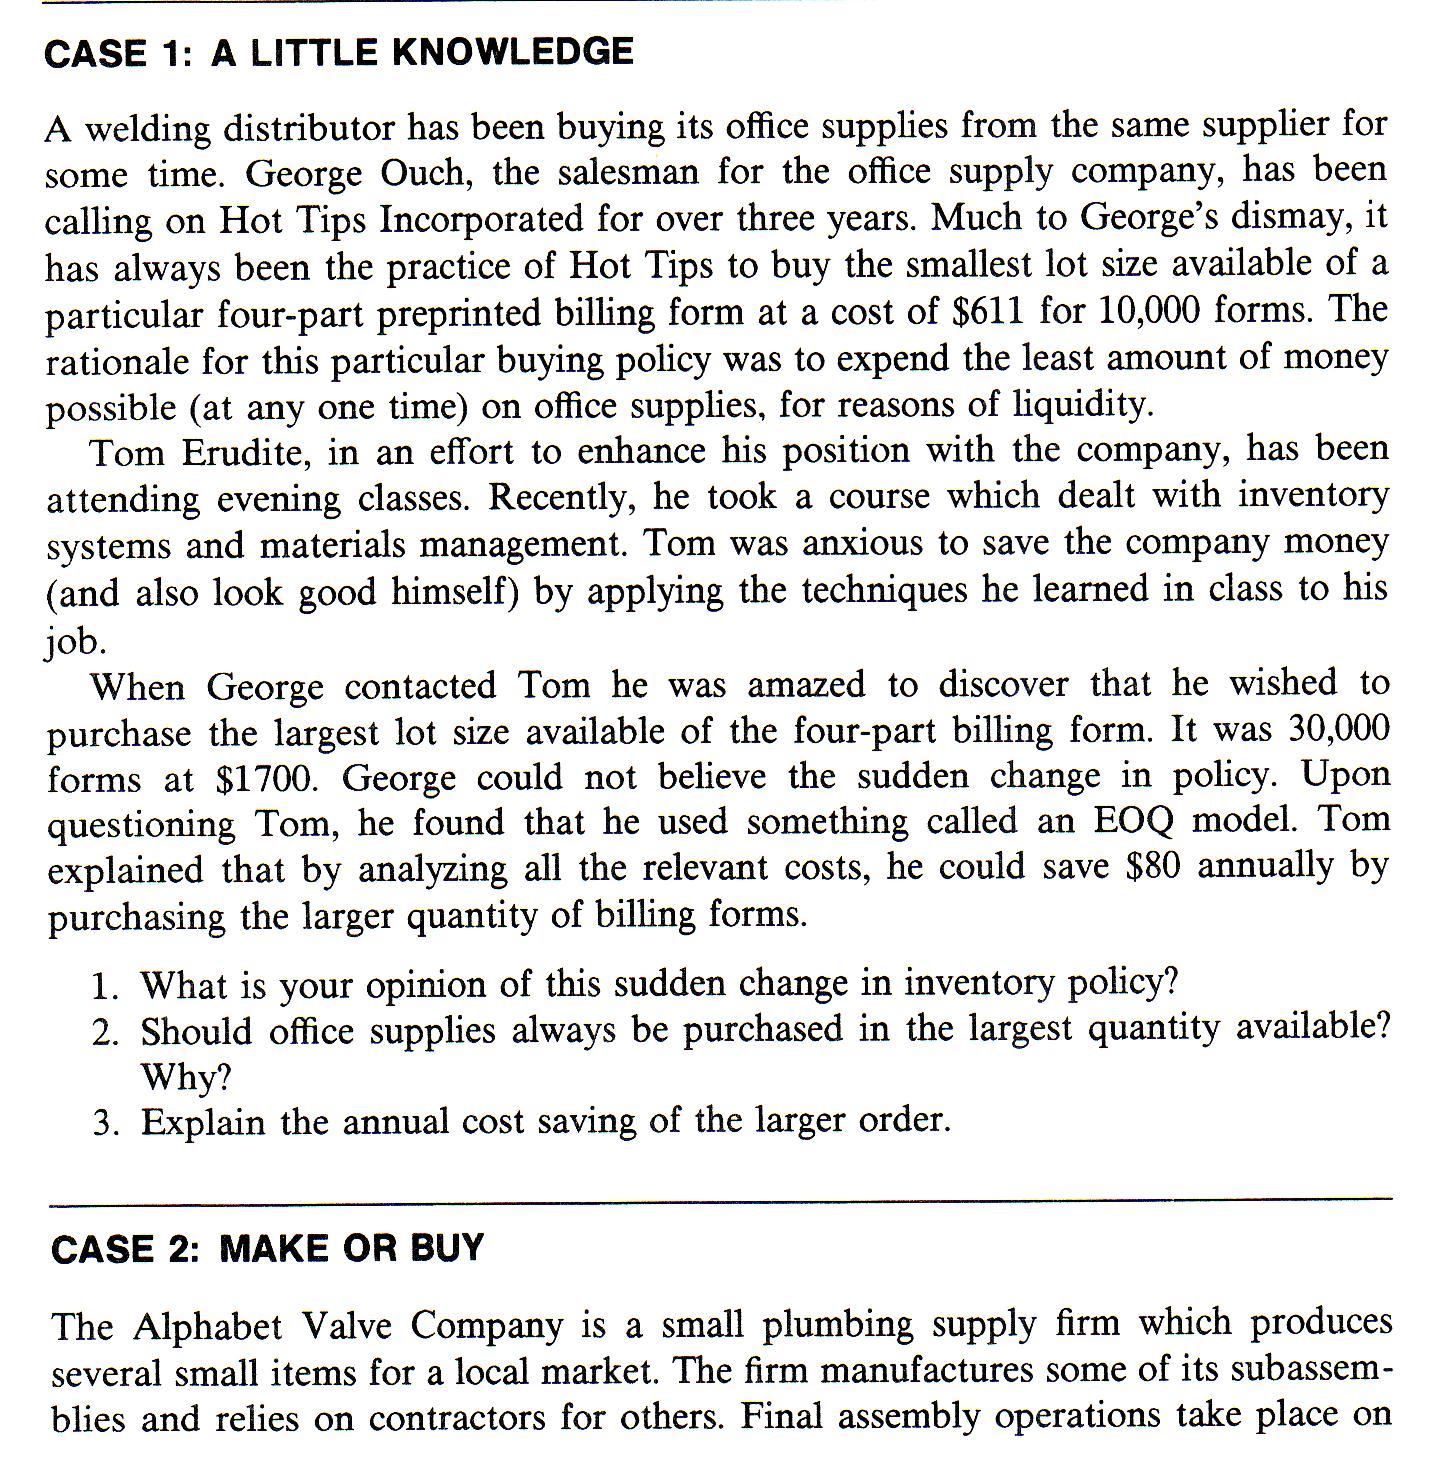 CASE 1: A LITTLE KNOWLEDGE
A welding distributor has been buying its office supplies from the same supplier for
some time. George Ouch, the salesman for the office supply company, has been
calling on Hot Tips Incorporated for over three years. Much to George's dismay, it
has always been the practice of Hot Tips to buy the smallest lot size available of a
particular four-part preprinted billing form at a cost of $611 for 10,000 forms. The
rationale for this particular buying policy was to expend the least amount of money
possible (at any one time) on office supplies, for reasons of liquidity.
Tom Erudite, in an effort to enhance his position with the company, has been
attending evening classes. Recently, he took a course which dealt with inventory
systems and materials management. Tom was anxious to save the company money
(and also look good himself) by applying the techniques he learned in class to his
job.
When George contacted Tom he was amazed to discover that he wished to
purchase the largest lot size available of the four-part billing form. It was 30,000
forms at $1700. George could not believe the sudden change in policy. Upon
questioning Tom, he found that he used something called an EOQ model. Tom
explained that by analyzing all the relevant costs, he could save $80 annually by
purchasing the larger quantity of billing forms.
1. What is your opinion of this sudden change in inventory policy?
2. Should office supplies always be purchased in the largest quantity available?
Why?
3. Explain the annual cost saving of the larger order.
CASE 2: MAKE OR BUY
The Alphabet Valve Company is a small plumbing supply firm which produces
several small items for a local market. The firm manufactures some of its subassem-
blies and relies on contractors for others. Final assembly operations take place on